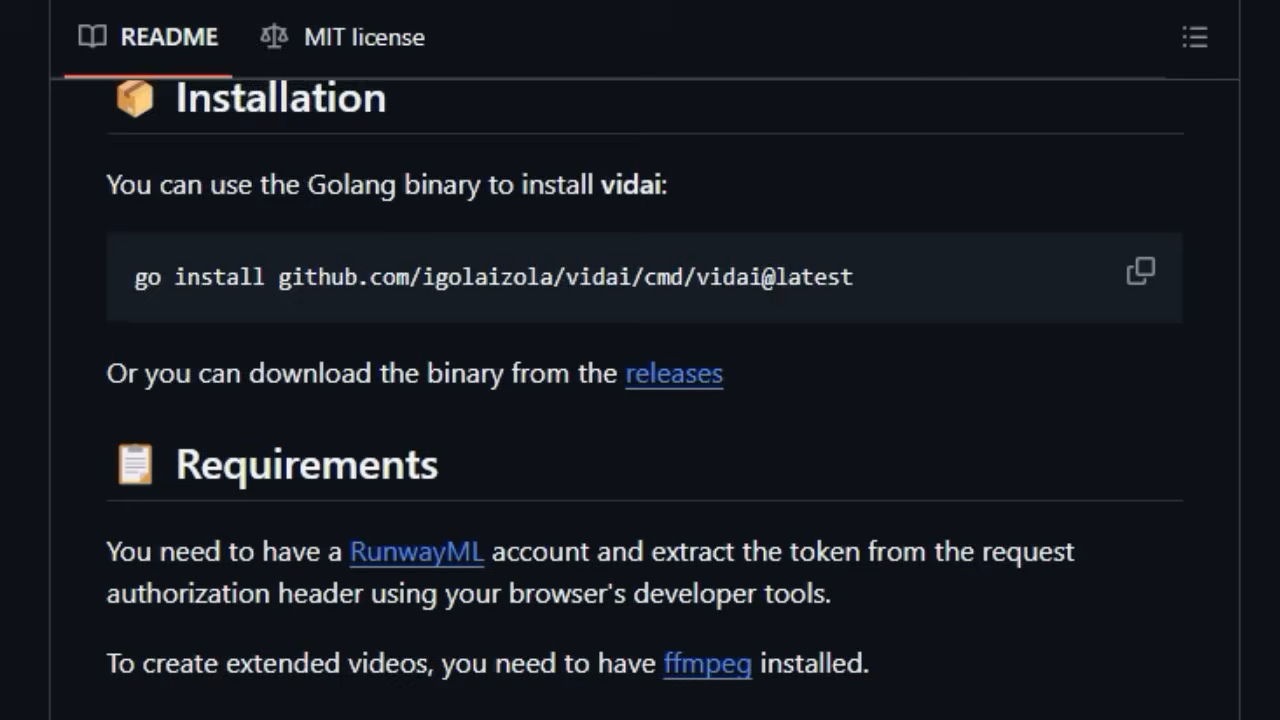 README
MIT license
Installation
You can use the Golang binary to install vidai:
go install github.com/igolaizola/vidai/cmd/vidai@latest
Or you can download the binary from the releases
Requirements
You need to have a RunwayML account and extract the token from the request
authorization header using your browser's developer tools.
To create extended videos, you need to have ffmpeg installed.